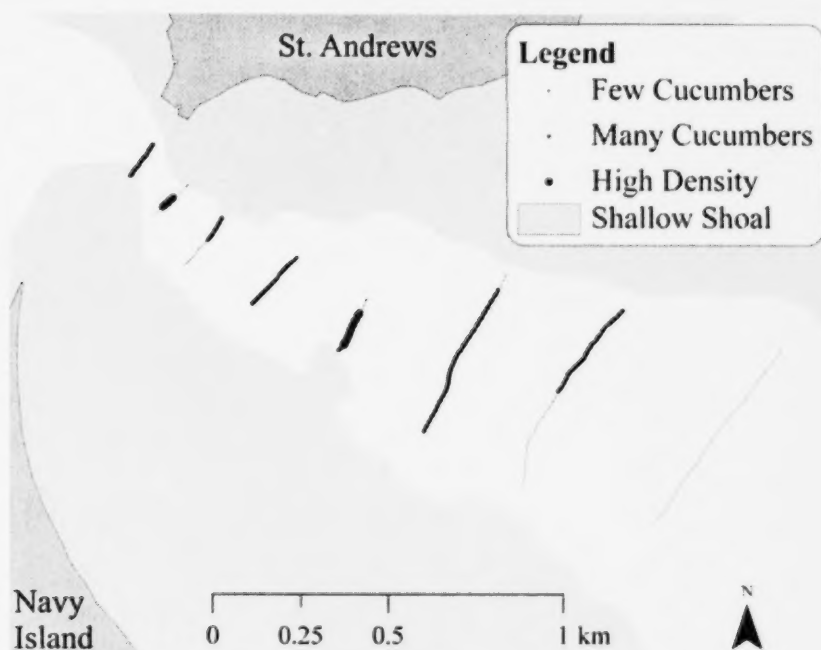 St. Andrews
Legend
Few Cucumbers
Many Cucumbers
High Density
Shallow Shoal
Navy
Island
0 0.25 0.5 1 km
N